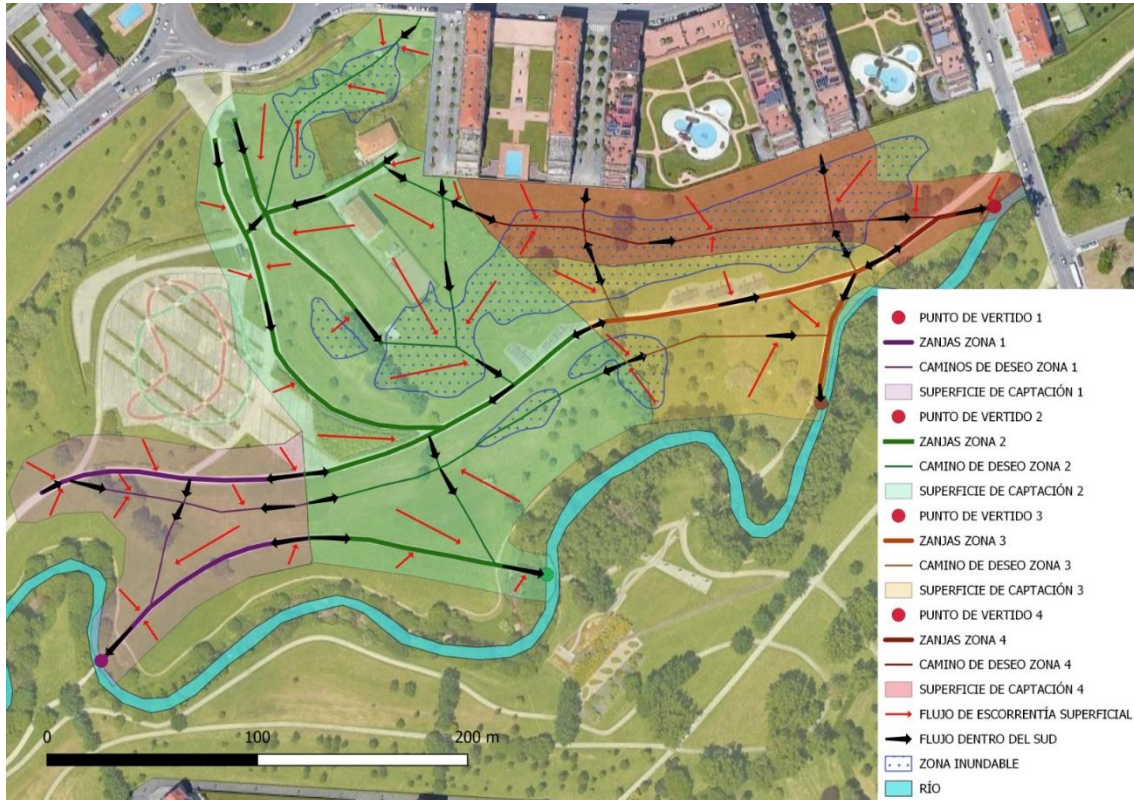 PUNTO DE VERTIDO 1
ZANJAS ZONA 1
CAMINOS DE DESEO ZONA 1
SUPERFICIE DE CAPTACIÓN 1
PUNTO DE VERTIDO 2
ZANJAS ZONA 2
CAMINO DE DESEO ZONA 2
SUPERFICIE DE CAPTACIÓN 2
PUNTO DE VERTIDO 3
ZANJAS ZONA 3
CAMINO DE DESEO ZONA 3
SUPERFICIE DE CAPTACIÓN 3
PUNTO DE VERTIDO 4
ZANJAS ZONA 4
CAMINO DE DESEO ZONA 4
SUPERFICIE DE CAPTACIÓN 4
FLUJO DE ESCORRENTÍA SUPERFICIAL
FLUJO DENTRO DEL SUD
ZONA INUNDABLE
RÍO
0 100 200 m